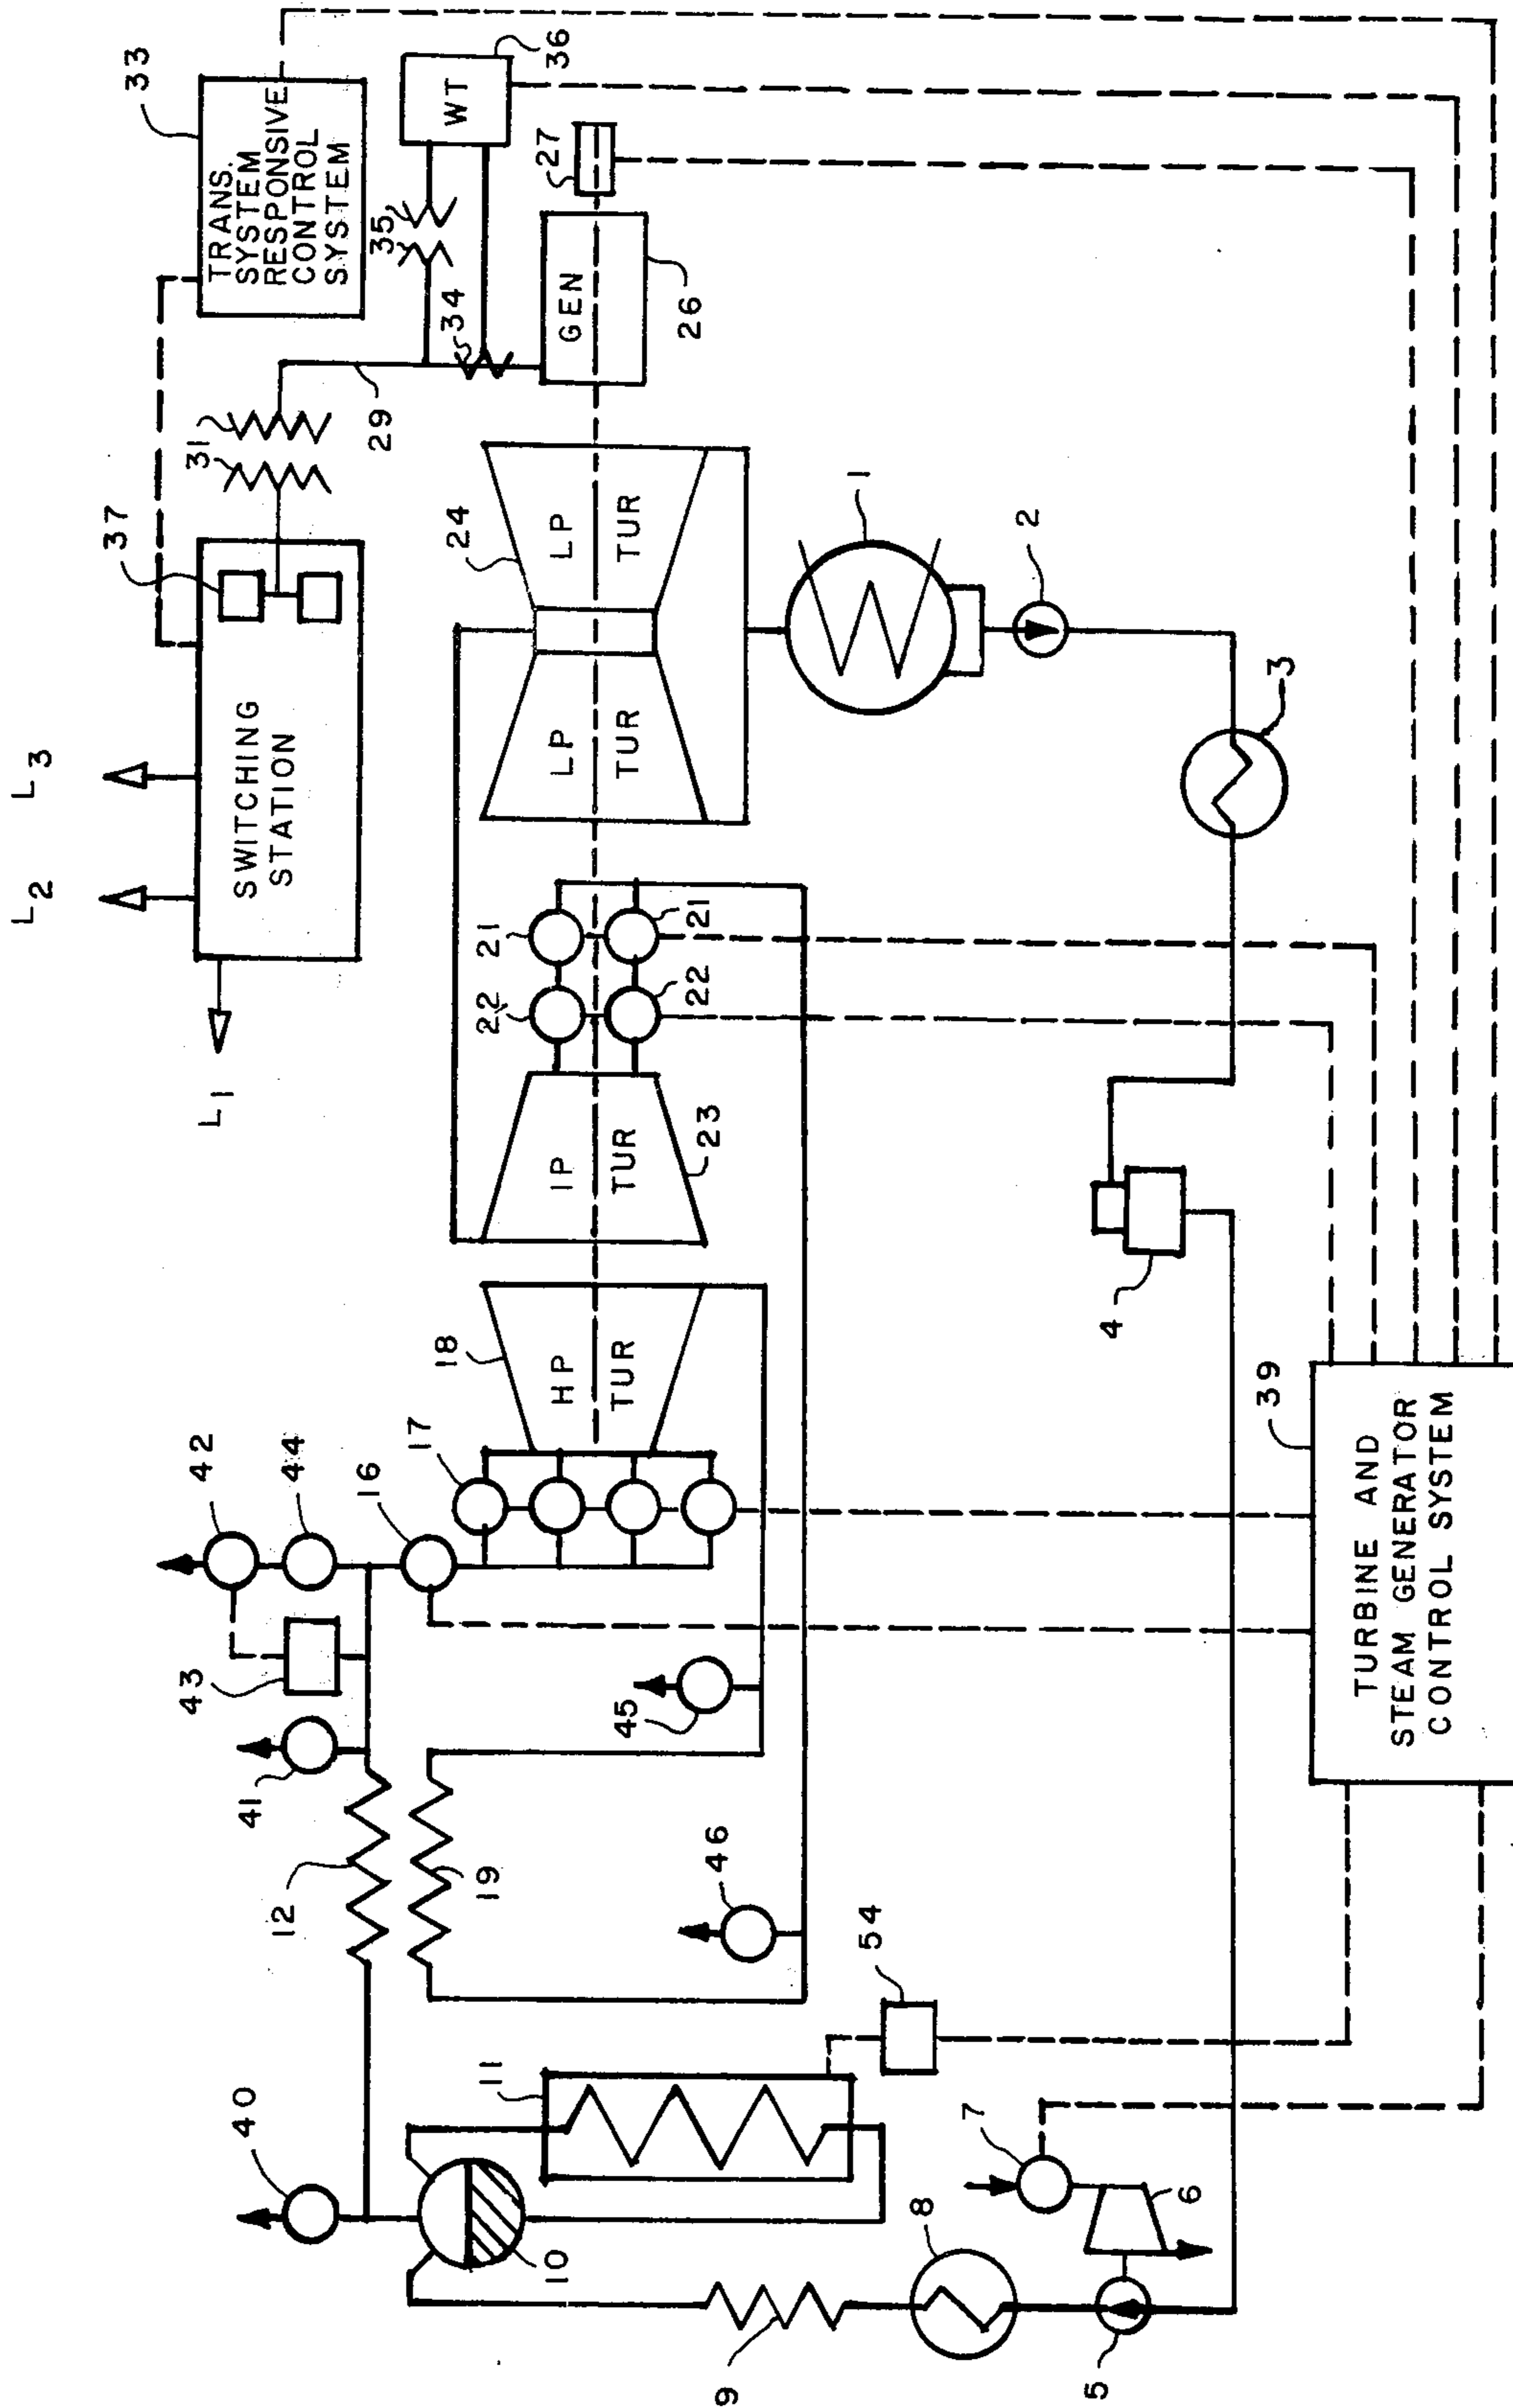 33
TRANS.
SYSTEM
RESPONSIVE
CONTROL
SYSTEM
36
WT
35
27
34
GEN
26
29
31
37
SWITCHING
STATION
L3
L2
L1
24
LP
TUR
LP
TUR
1
2
3
21
21
22
22
IP
TUR
23
4
HP
TUR
18
17
42
44
16
43
41
45
12
19
46
39
TURBINE AND
STEAM GENERATOR
CONTROL SYSTEM
54
11
40
10
7
6
8
9
5